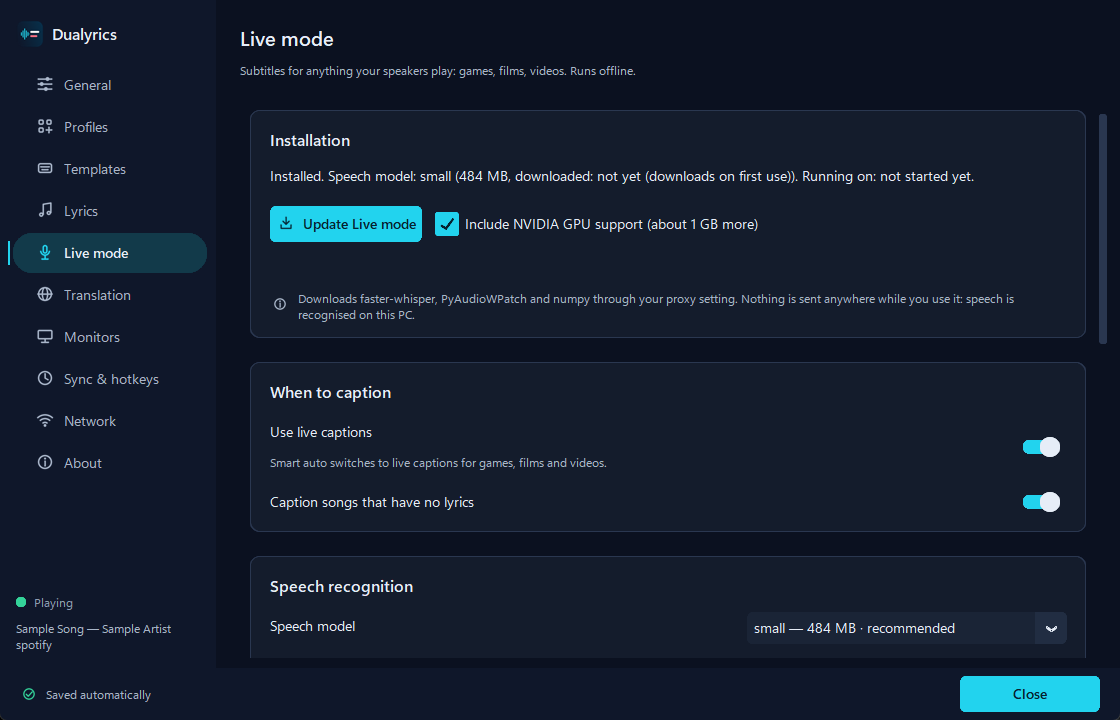 Dualyrics
General
Profiles
Templates
Lyrics
Live mode
Translation
Monitors
Sync & hotkeys
Network
About
Playing
Sample Song — Sample Artist
spotify
Saved automatically
Live mode
Subtitles for anything your speakers play: games, films, videos. Runs offline.
Installation
Installed. Speech model: small (484 MB, downloaded: not yet (downloads on first use)). Running on: not started yet.
Update Live mode
Include NVIDIA GPU support (about 1 GB more)
Downloads faster-whisper, PyAudioWPatch and numpy through your proxy setting. Nothing is sent anywhere while you use it: speech is
recognised on this PC.
When to caption
Use live captions
Smart auto switches to live captions for games, films and videos.
Caption songs that have no lyrics
Speech recognition
Speech model
small — 484 MB · recommended
Close